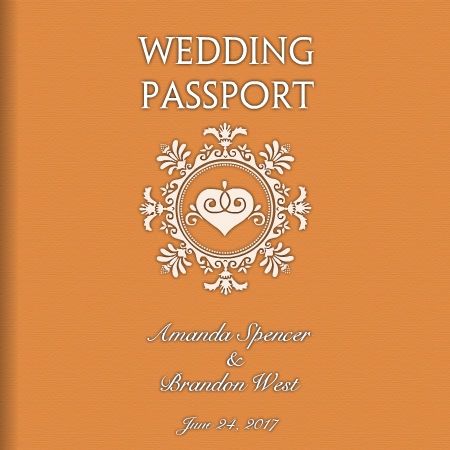 WEDDING
PASSPORT
Amanda Spencer
&
Brandon West
June 24, 2017